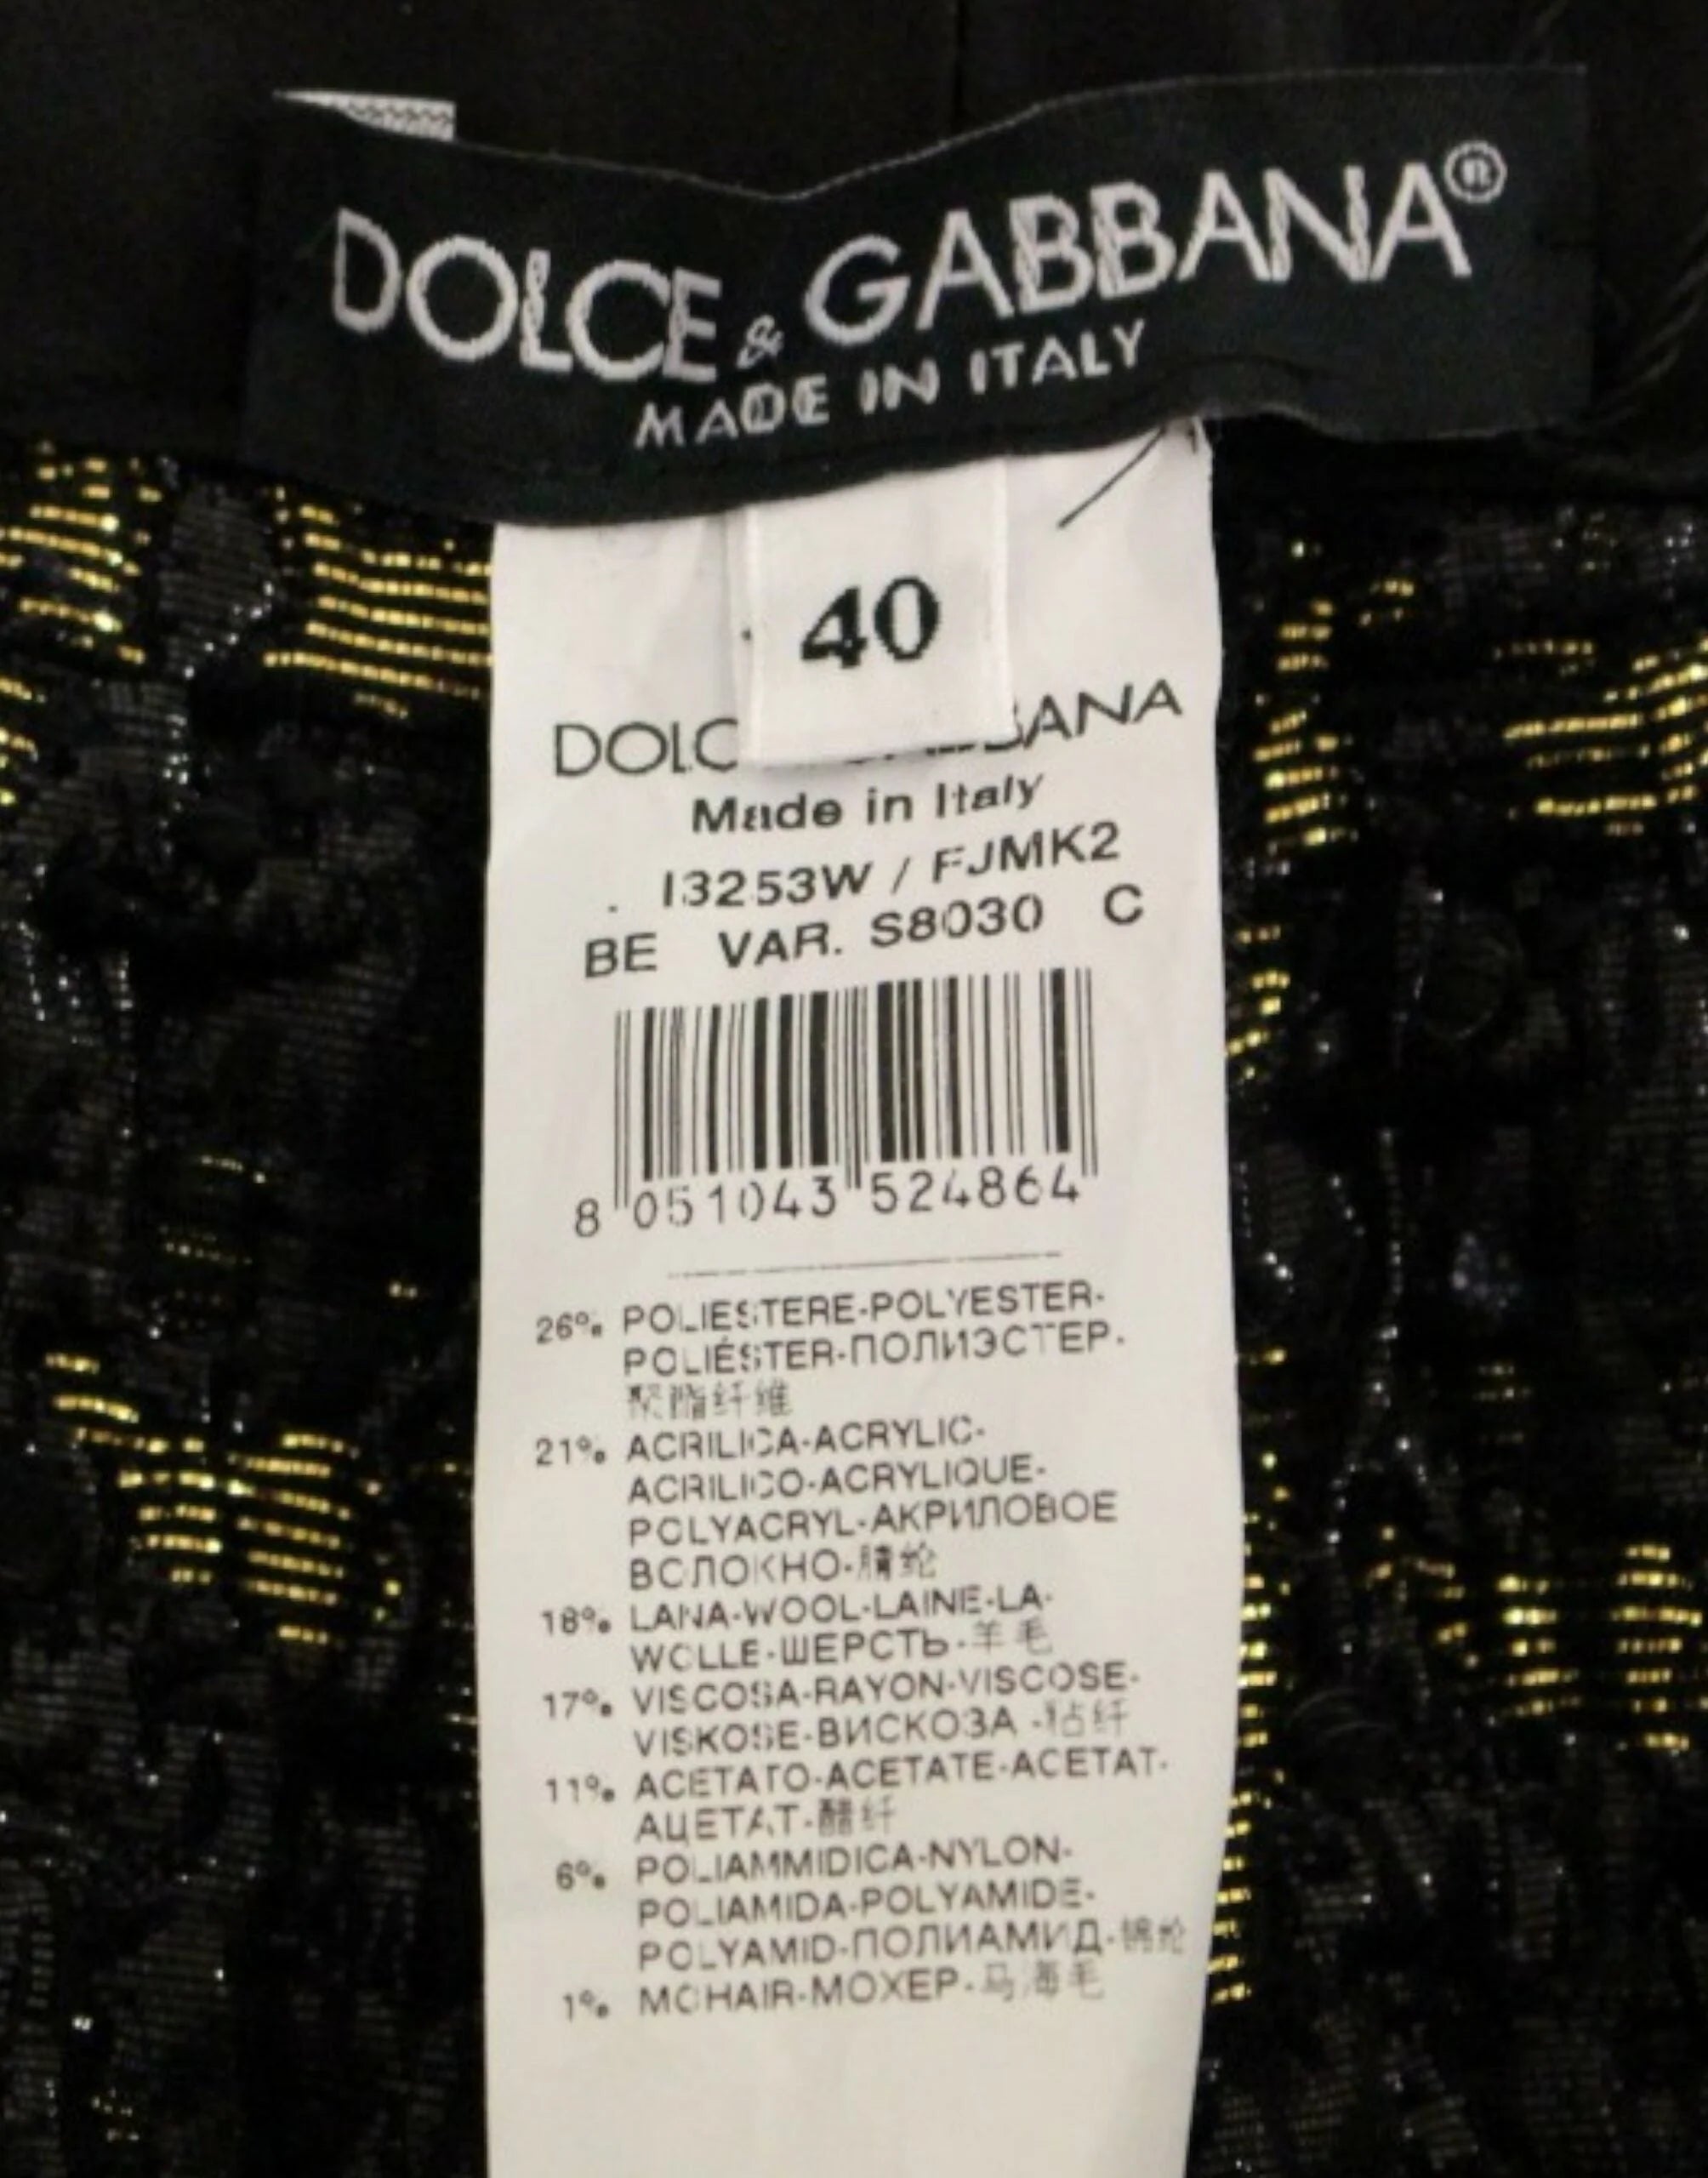 DOLCE & GABBANA®
MADE IN ITALY
40
Made in Italy
I3253W / FJMK2
BE VAR. S8030 C
8 051043 524864
26% POLIESTERE-POLYESTER-
POLIÉSTER-ПОЛИЭСТЕР-
聚酯纤维
21% ACRILICA-ACRYLIC-
ACRILICO-ACRYLIQUE-
POLYACRYL-АКРИЛОВОЕ
ВОЛОКНО-腈纶
18% LANA-WOOL-LAINE-LA-
WOLLE-ШЕРСТЬ-羊毛
17% VISCOSA-RAYON-VISCOSE-
VISKOSE-ВИСКОЗА -粘纤
11% ACETATO-ACETATE-ACETAT-
АЦЕТАТ-醋纤
6% POLIAMMIDICA-NYLON-
POLIAMIDA-POLYAMIDE-
POLYAMID-ПОЛИАМИД-锦纶
1% MOHAIR-МОХЕР-马海毛